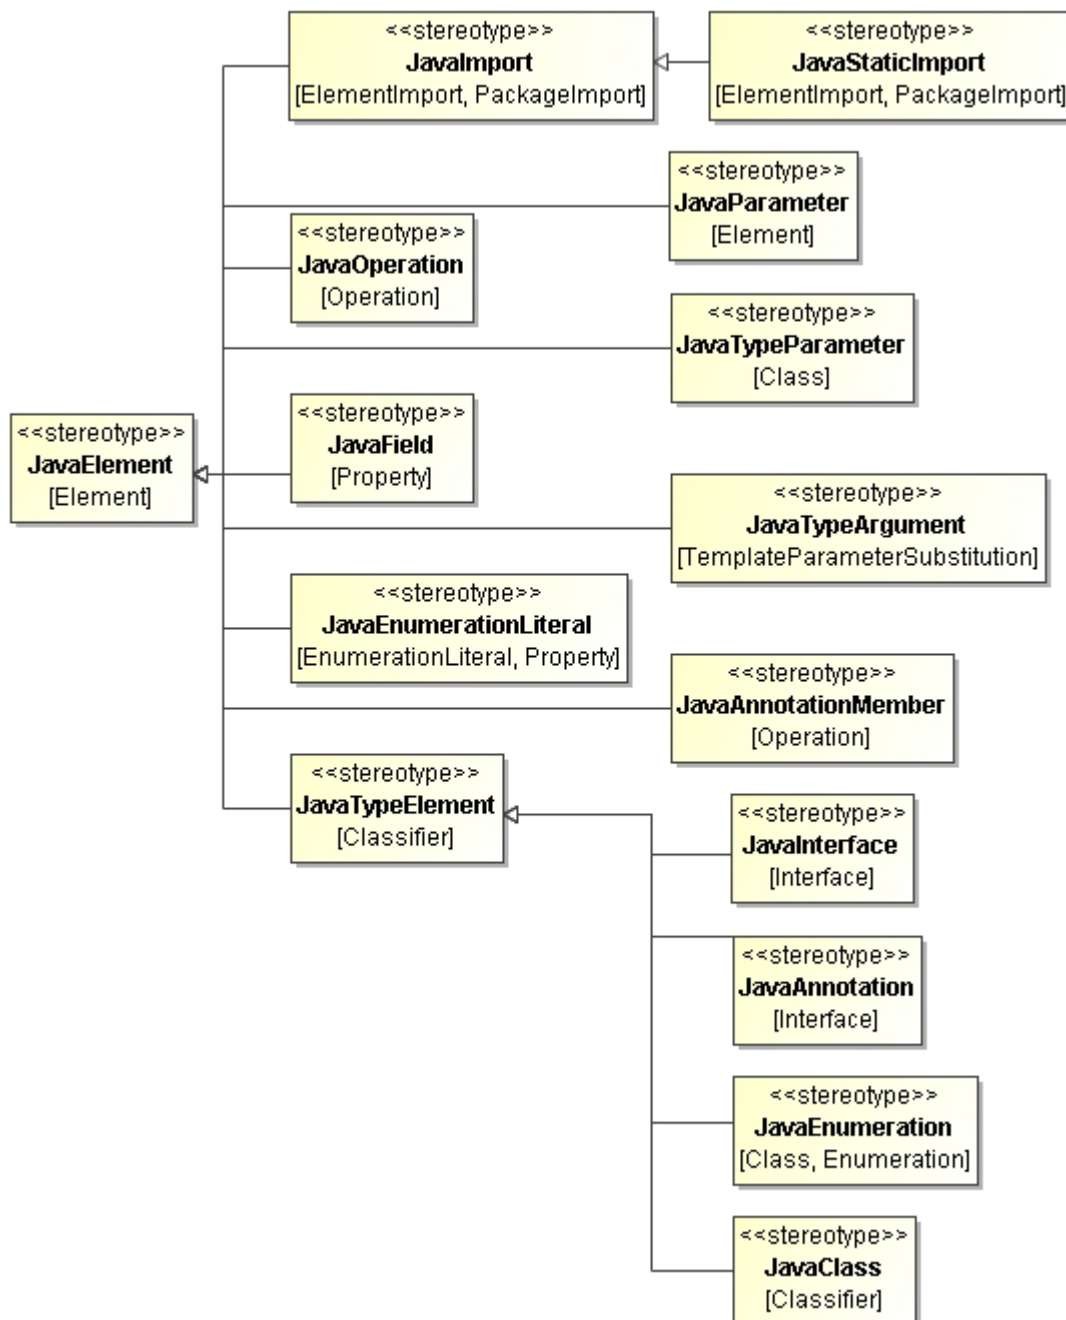 <<stereotype>>
JavaImport
[ElementImport, PackageImport]
<<stereotype>>
JavaStaticImport
[ElementImport, PackageImport]
<<stereotype>>
JavaParameter
[Element]
<<stereotype>>
JavaOperation
[Operation]
<<stereotype>>
JavaTypeParameter
[Class]
<<stereotype>>
JavaElement
[Element]
<<stereotype>>
JavaField
[Property]
<<stereotype>>
JavaTypeArgument
[TemplateParameterSubstitution]
<<stereotype>>
JavaEnumerationLiteral
[EnumerationLiteral, Property]
<<stereotype>>
JavaAnnotationMember
[Operation]
<<stereotype>>
JavaTypeElement
[Classifier]
<<stereotype>>
JavaInterface
[Interface]
<<stereotype>>
JavaAnnotation
[Interface]
<<stereotype>>
JavaEnumeration
[Class, Enumeration]
<<stereotype>>
JavaClass
[Classifier]